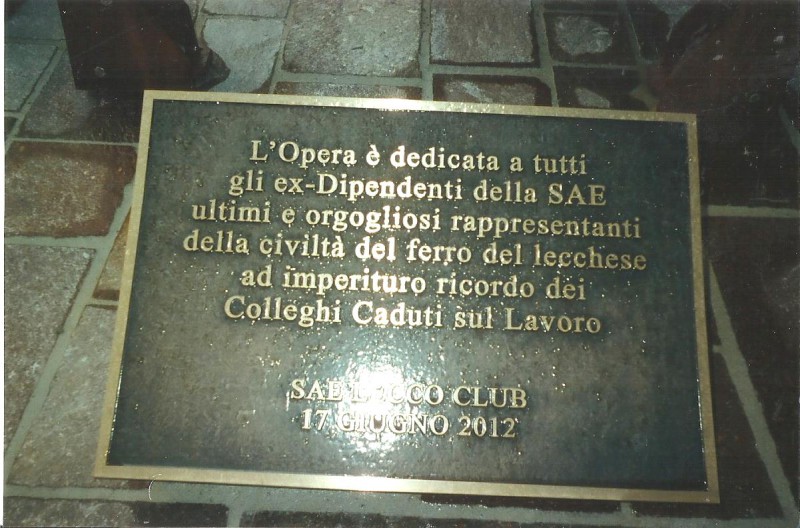 L'Opera è dedicata a tutti
gli ex-Dipendenti della SAE
ultimi e orgogliosi rappresentanti
della civiltà del ferro del lecchese
ad imperituro ricordo dei
Colleghi Caduti sul Lavoro
SAE LECCO CLUB
17 GIUGNO 2012